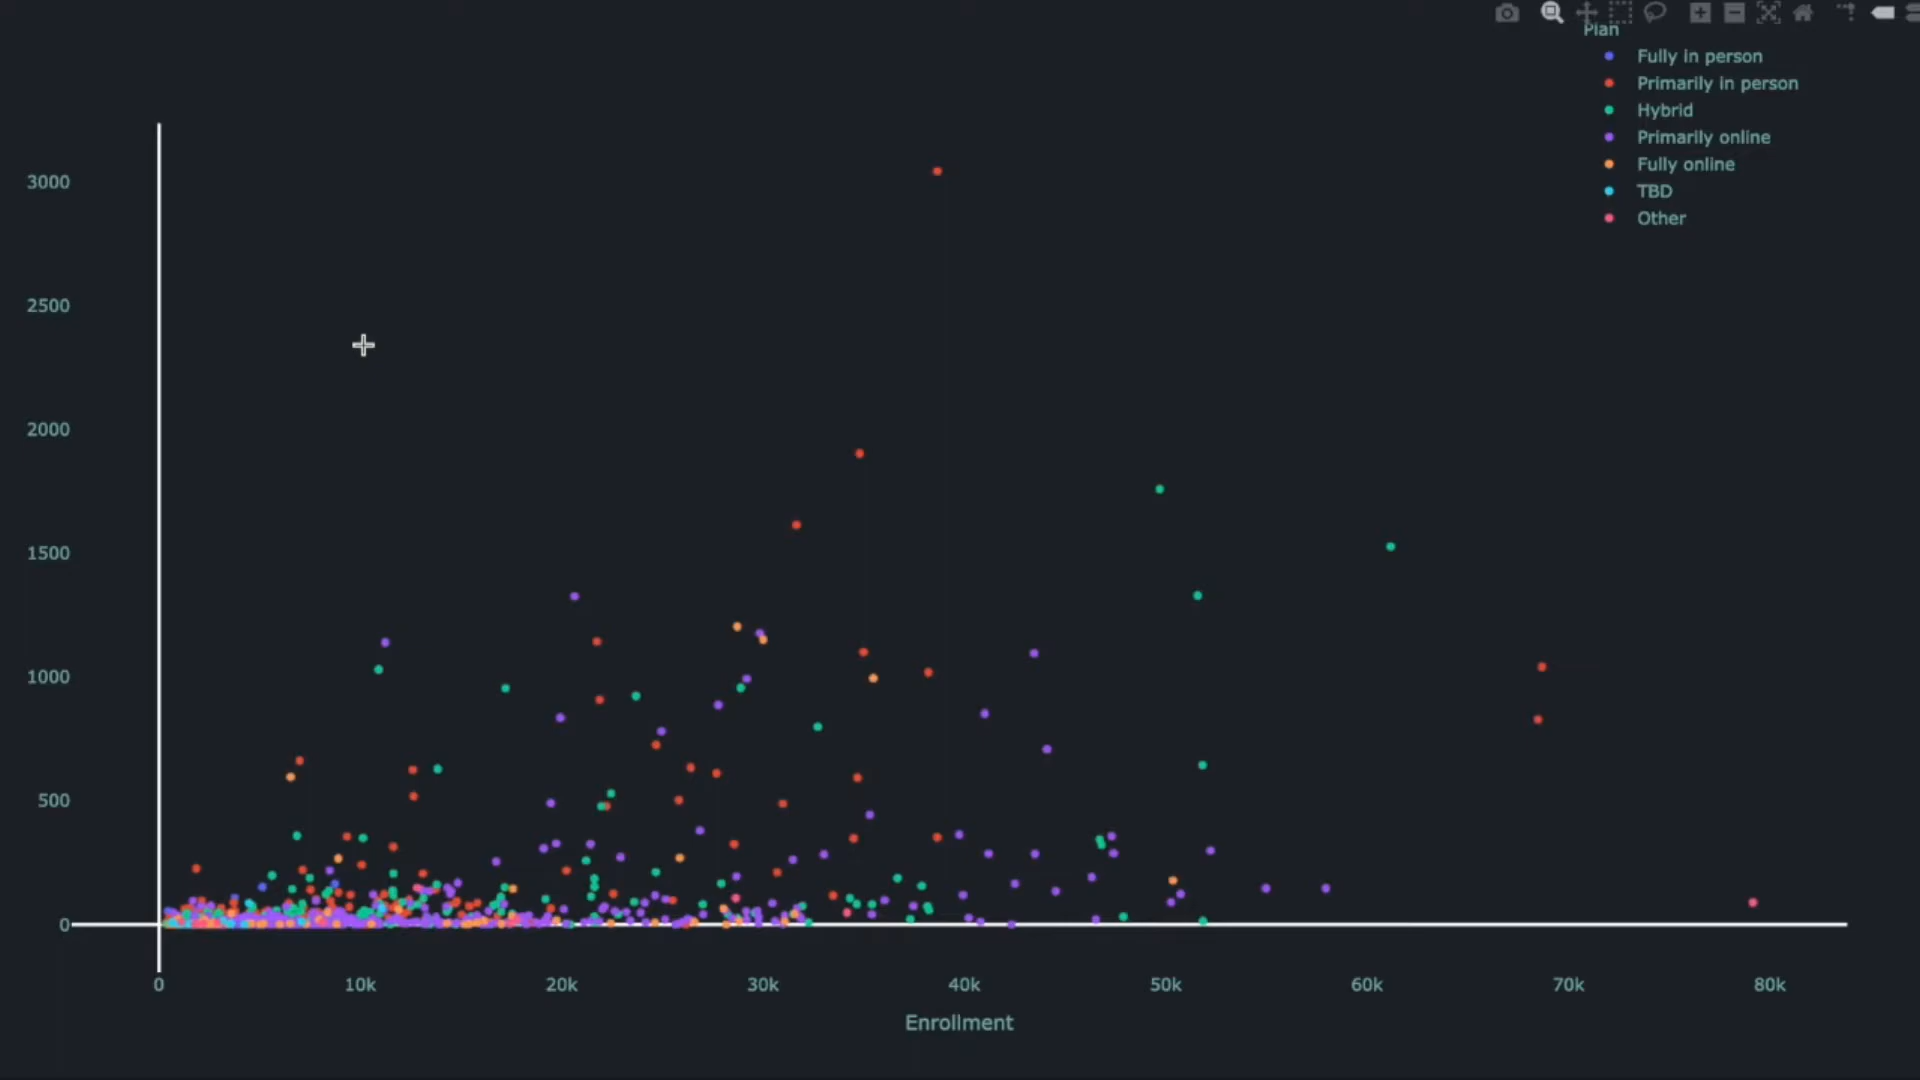 Plan
Fully in person
Primarily in person
Hybrid
Primarily online
Fully online
TBD
Other
3000
2500
2000
1500
1000
500
0
0 10k 20k 30k 40k 50k 60k 70k 80k
Enrollment